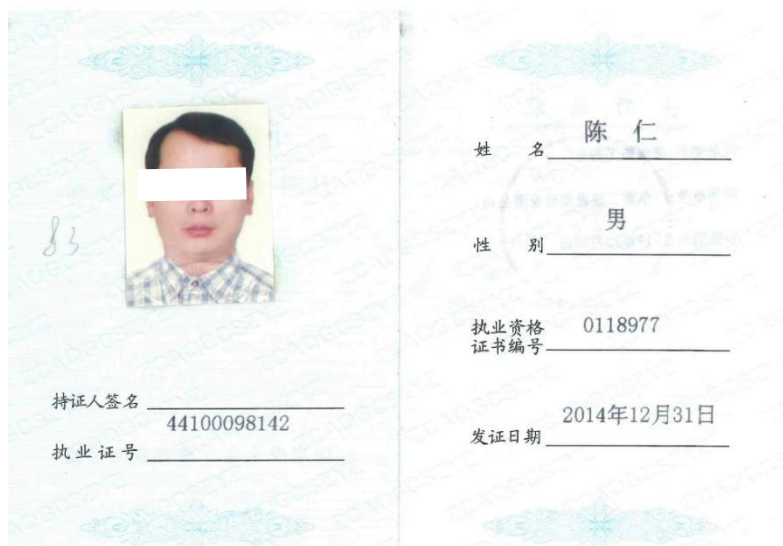 83
持证人签名
44100098142
执业证号
姓 名 陈 仁
性 别 男
执业资格 0118977
证书编号
发证日期 2014年12月31日